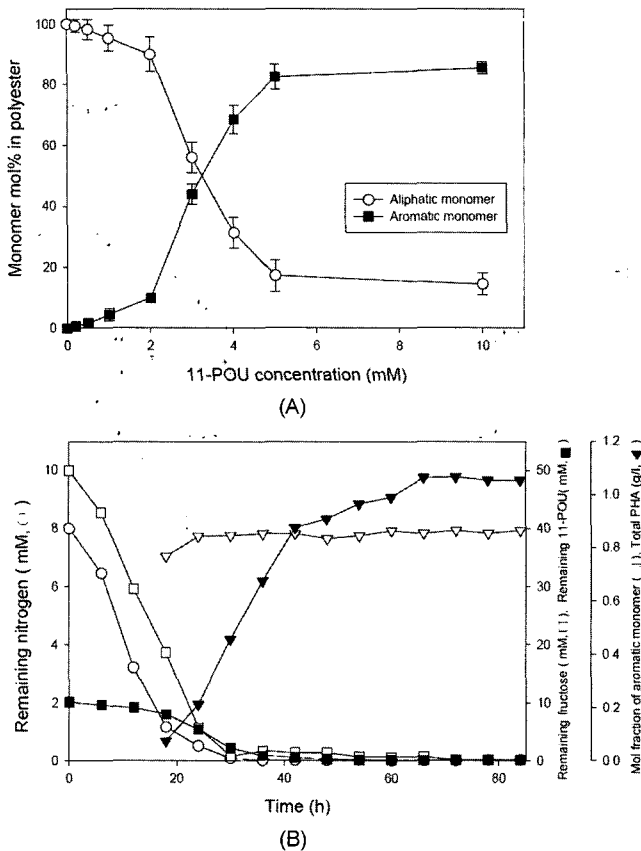 100
80
60
40
20
0
Monomer mol% in polyester
Aliphatic monomer
Aromatic monomer
0 2 4 6 8 10
11-POU concentration (mM)
(A)
10
8
6
4
2
0
Remaining nitrogen ( mM,
50
40
30
20
10
0
Remaining fructose ( mM, Remaining 11-POU( mM,
1.2
1.0
0.8
0.6
0.4
0.2
0.0
Mol fraction of aromatic monomer ( Total PHA (g/l,
0 20 40 60 80
Time (h)
(B)